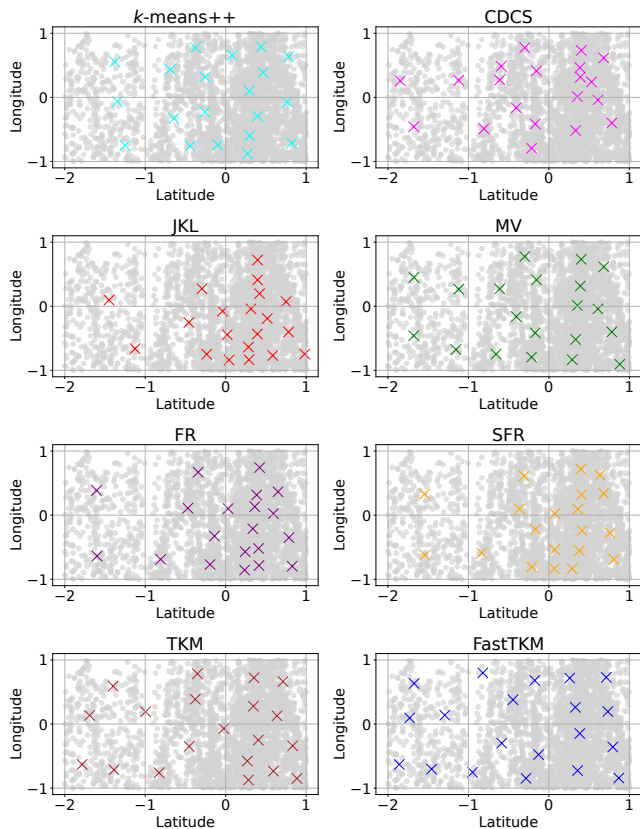 k-means++ CDCS
1 1
Longitude 0 Longitude 0
−1 −1
−2 −1 0 1 −2 −1 0 1
Latitude Latitude
JKL MV
1 1
Longitude 0 Longitude 0
−1 −1
−2 −1 0 1 −2 −1 0 1
Latitude Latitude
FR SFR
1 1
Longitude 0 Longitude 0
−1 −1
−2 −1 0 1 −2 −1 0 1
Latitude Latitude
TKM FastTKM
1 1
Longitude 0 Longitude 0
−1 −1
−2 −1 0 1 −2 −1 0 1
Latitude Latitude